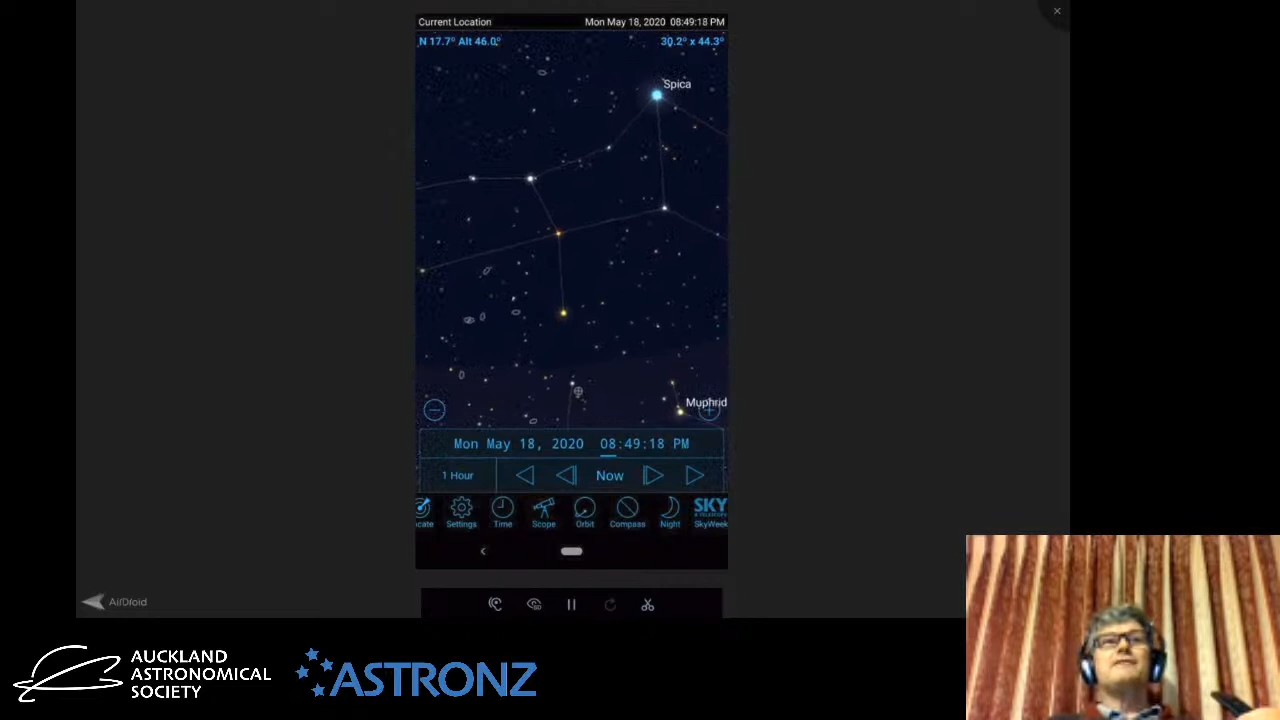 Current Location
Mon May 18, 2020 08:49:18 PM
N 17.7° Alt 46.0°
30.2° x 44.3°
Spica
Muphrid
Mon May 18, 2020 08:49:18 PM
1 Hour
Now
cate
Settings
Time
Scope
Orbit
Compass
Night
SKY
& TELESCOPE
SkyWeek
AirDroid
AUCKLAND
ASTRONOMICAL
SOCIETY
ASTRONZ